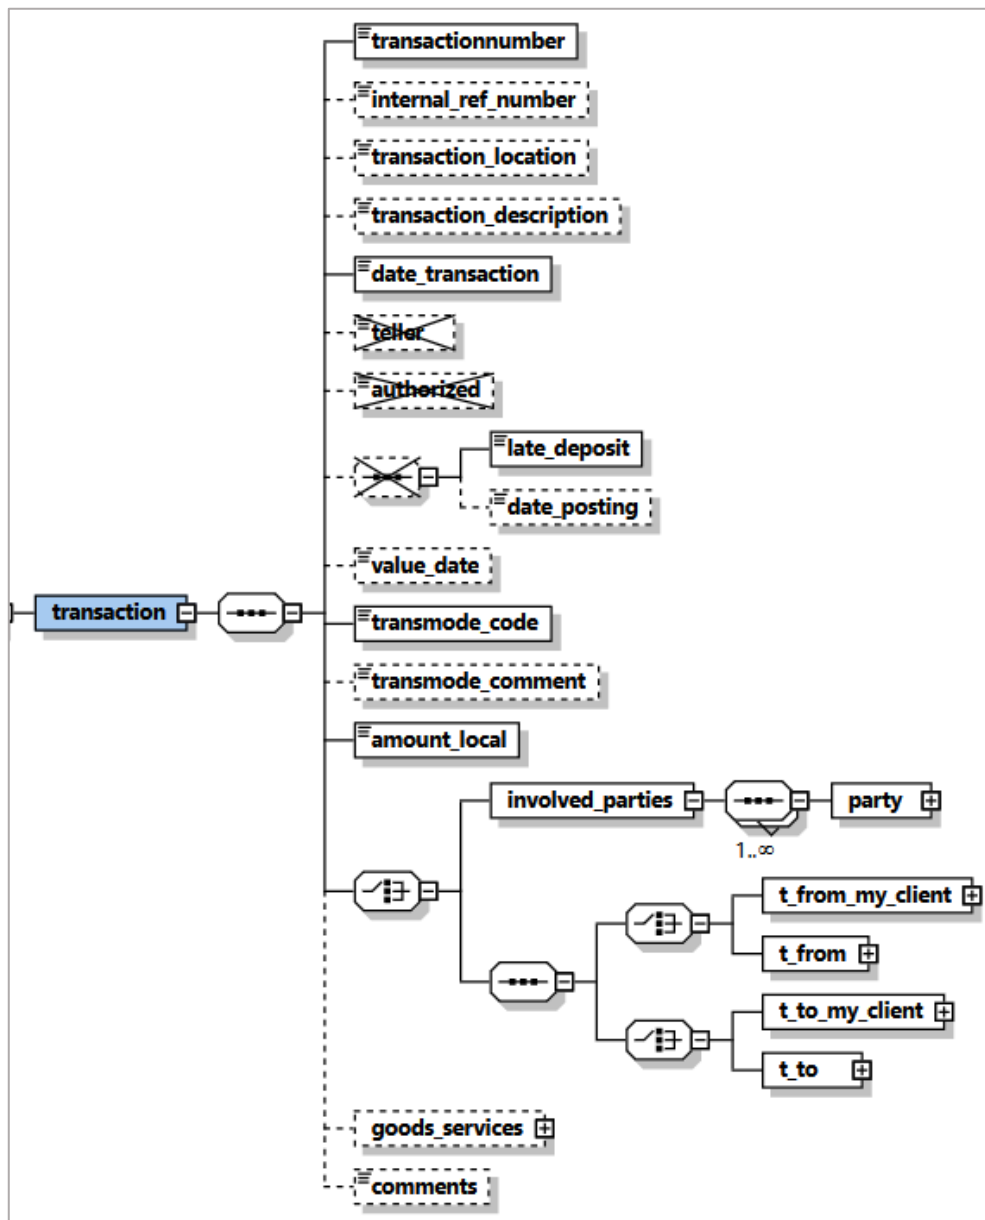 transactionnumber
internal_ref_number
transaction_location
transaction_description
date_transaction
teller
authorized
late_deposit
date_posting
value_date
transaction
transmode_code
transmode_comment
amount_local
involved_parties
party
1..∞
t_from_my_client
t_from
t_to_my_client
t_to
goods_services
comments